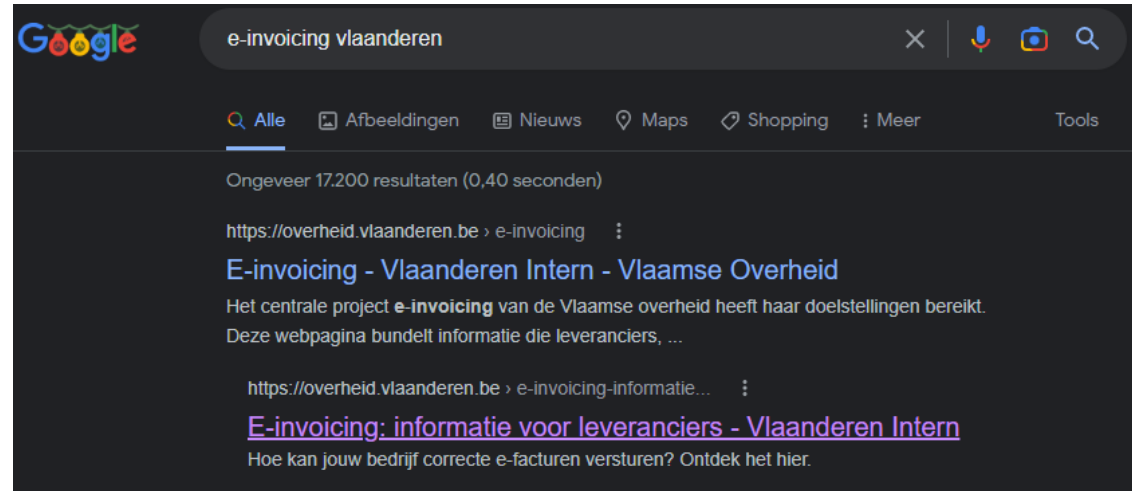 Google
e-invoicing vlaanderen
Alle Afbeeldingen Nieuws Maps Shopping Meer Tools
Ongeveer 17.200 resultaten (0,40 seconden)
https://overheid.vlaanderen.be › e-invoicing
E-invoicing - Vlaanderen Intern - Vlaamse Overheid
Het centrale project e-invoicing van de Vlaamse overheid heeft haar doelstellingen bereikt.
Deze webpagina bundelt informatie die leveranciers, ...
https://overheid.vlaanderen.be › e-invoicing-informatie...
E-invoicing: informatie voor leveranciers - Vlaanderen Intern
Hoe kan jouw bedrijf correcte e-facturen versturen? Ontdek het hier.